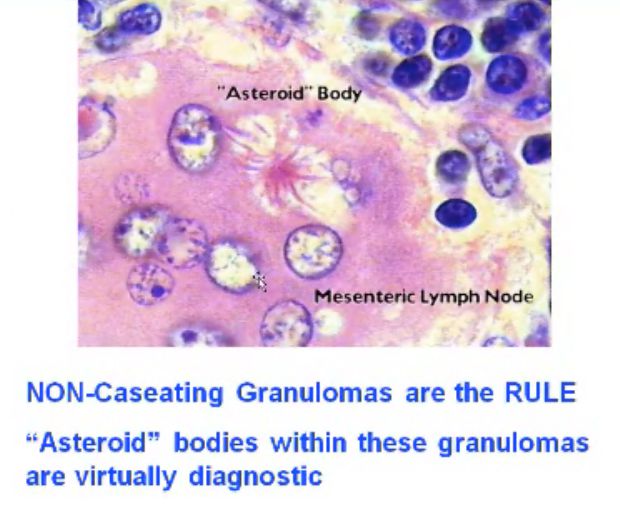 "Asteroid" Body
Mesenteric Lymph Node
NON-Caseating Granulomas are the RULE
“Asteroid” bodies within these granulomas
are virtually diagnostic